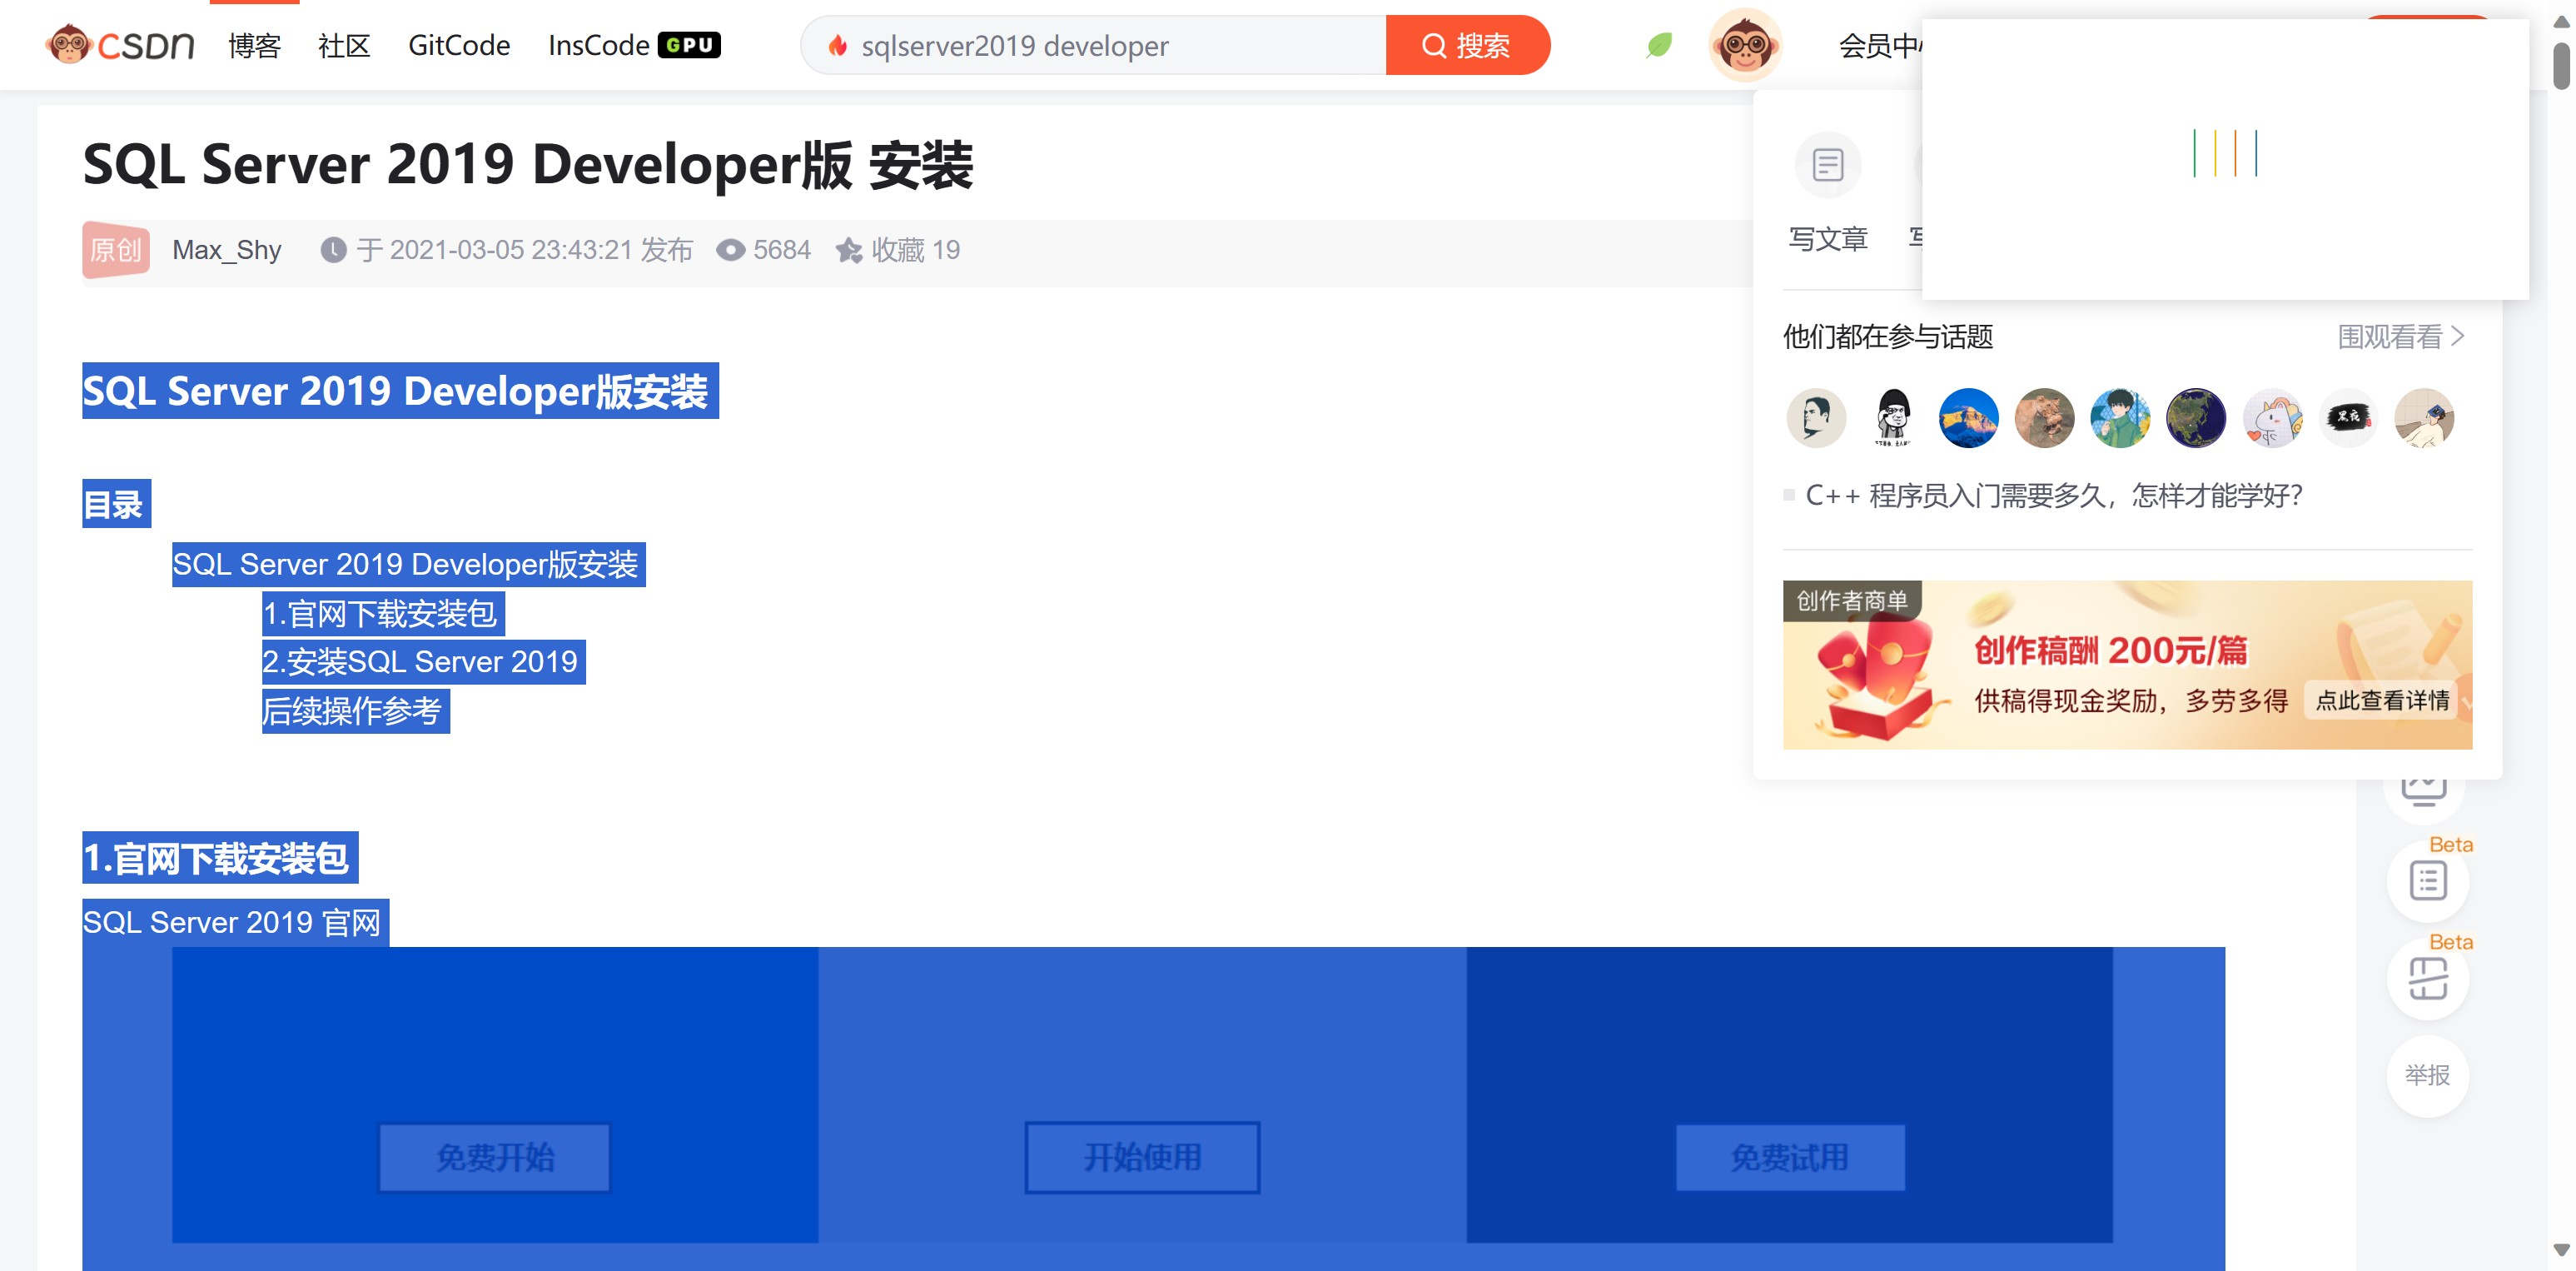 CSDN 博客 社区 GitCode InsCode GPU sqlserver2019 developer 搜索 会员中
SQL Server 2019 Developer版 安装
原创 Max_Shy 于 2021-03-05 23:43:21 发布 5684 收藏 19
SQL Server 2019 Developer版安装
目录
SQL Server 2019 Developer版安装
1.官网下载安装包
2.安装SQL Server 2019
后续操作参考
1.官网下载安装包
SQL Server 2019 官网
免费开始 开始使用 免费试用
写文章
他们都在参与话题 围观看看
黑夜
C++ 程序员入门需要多久，怎样才能学好？
创作者商单
创作稿酬 200元/篇
供稿得现金奖励，多劳多得 点此查看详情
Beta
Beta
举报